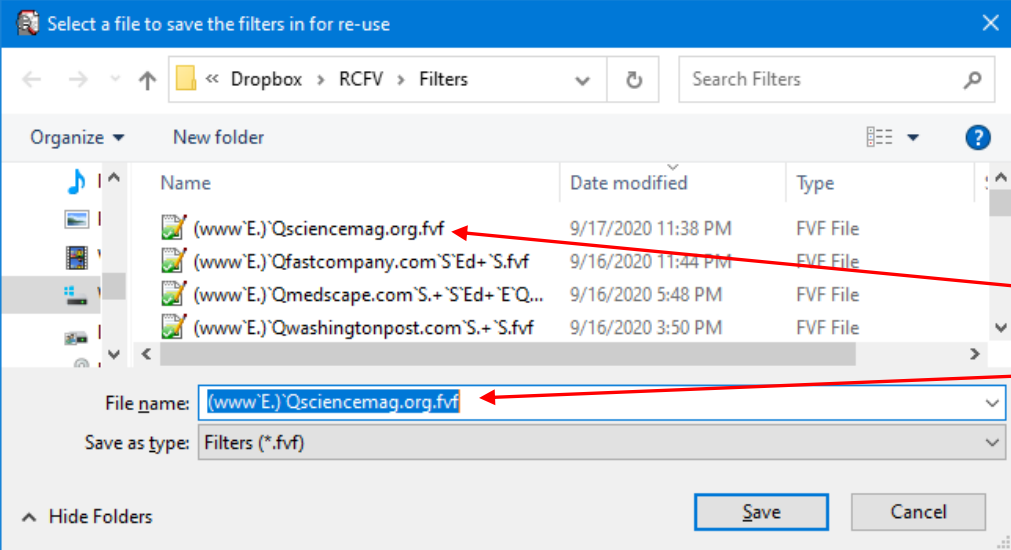 Select a file to save the filters in for re-use
« Dropbox > RCFV > Filters
Search Filters
Organize
New folder
Name Date modified Type
(www`E.)`Qsciencemag.org.fvf 9/17/2020 11:38 PM FVF File
(www`E.)`Qfastcompany.com`S`Ed+`S.fvf 9/16/2020 11:44 PM FVF File
(www`E.)`Qmedscape.com`S.+`S`Ed+`E`Q... 9/16/2020 5:48 PM FVF File
(www`E.)`Qwashingtonpost.com`S.+`S.fvf 9/16/2020 3:50 PM FVF File
File name: (www`E.)`Qsciencemag.org.fvf
Save as type: Filters (*.fvf)
Hide Folders
Save
Cancel